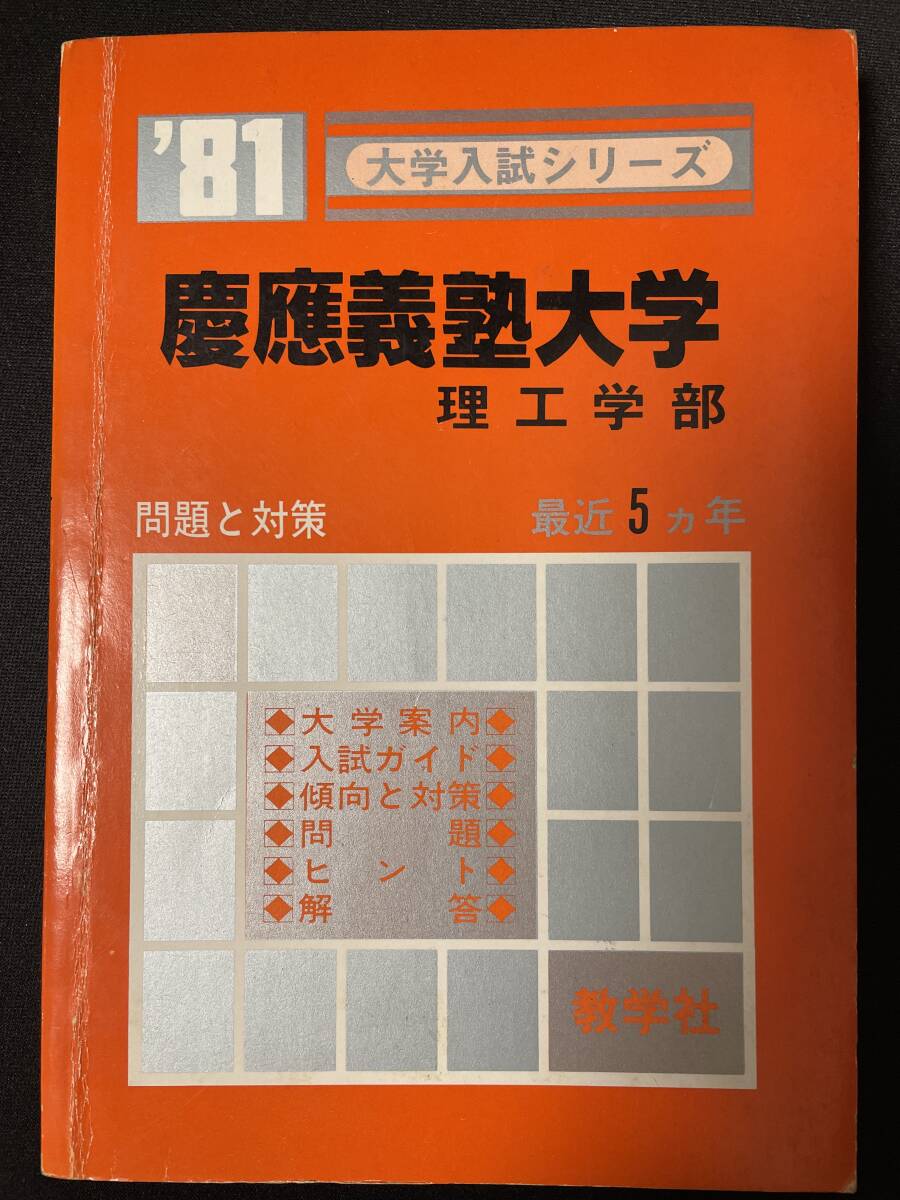 '81
大学入試シリーズ
慶應義塾大学
理工学部
問題と対策
最近5ヵ年
◆大学案内◆
◆入試ガイド◆
◆傾向と対策◆
◆問題◆
◆ヒント◆
◆解答◆
教学社